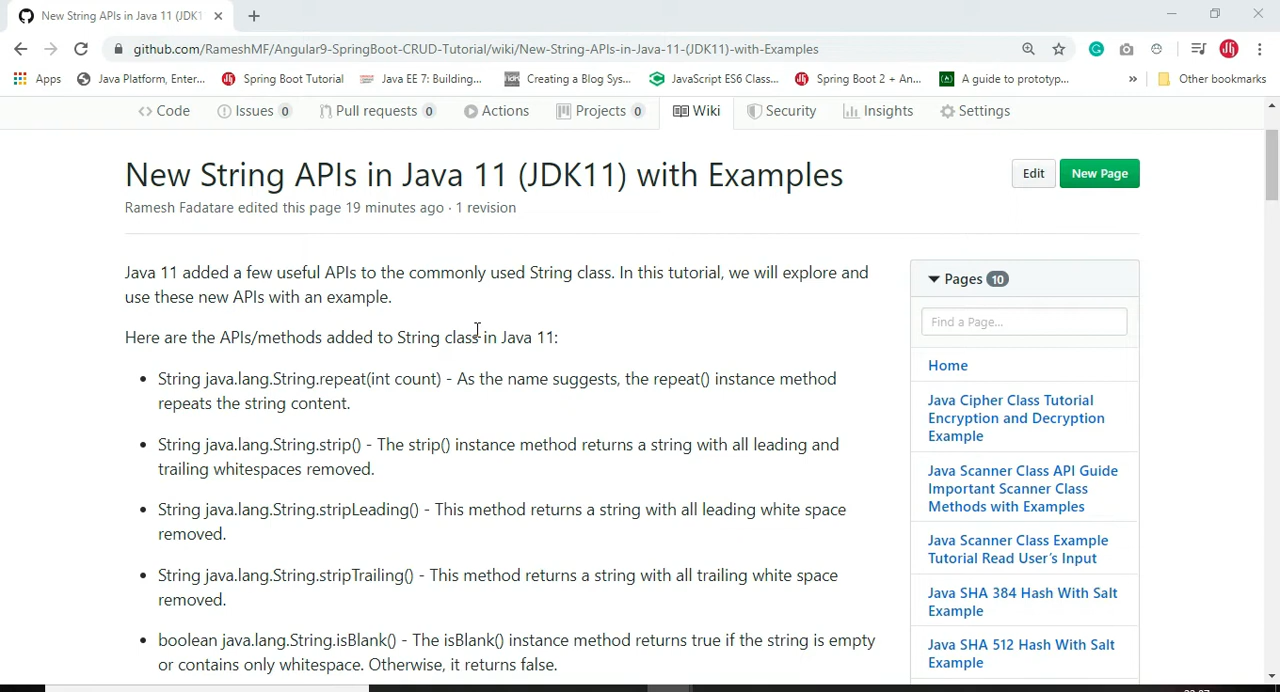 New String APIs in Java 11 (JDK1
github.com/RameshMF/Angular9-SpringBoot-CRUD-Tutorial/wiki/New-String-APIs-in-Java-11-(JDK11)-with-Examples
Apps Java Platform, Enter... Spring Boot Tutorial Java EE 7: Building... Creating a Blog Sys... JavaScript ES6 Class... Spring Boot 2 + An... A guide to prototyp... » Other bookmarks
Code Issues 0 Pull requests 0 Actions Projects 0 Wiki Security Insights Settings
New String APIs in Java 11 (JDK11) with Examples
Edit New Page
Ramesh Fadatare edited this page 19 minutes ago · 1 revision
Java 11 added a few useful APIs to the commonly used String class. In this tutorial, we will explore and
use these new APIs with an example.
Here are the APIs/methods added to String class in Java 11:
• String java.lang.String.repeat(int count) - As the name suggests, the repeat() instance method
repeats the string content.
• String java.lang.String.strip() - The strip() instance method returns a string with all leading and
trailing whitespaces removed.
• String java.lang.String.stripLeading() - This method returns a string with all leading white space
removed.
• String java.lang.String.stripTrailing() - This method returns a string with all trailing white space
removed.
• boolean java.lang.String.isBlank() - The isBlank() instance method returns true if the string is empty
or contains only whitespace. Otherwise, it returns false.
Pages 10
Find a Page...
Home
Java Cipher Class Tutorial
Encryption and Decryption
Example
Java Scanner Class API Guide
Important Scanner Class
Methods with Examples
Java Scanner Class Example
Tutorial Read User's Input
Java SHA 384 Hash With Salt
Example
Java SHA 512 Hash With Salt
Example